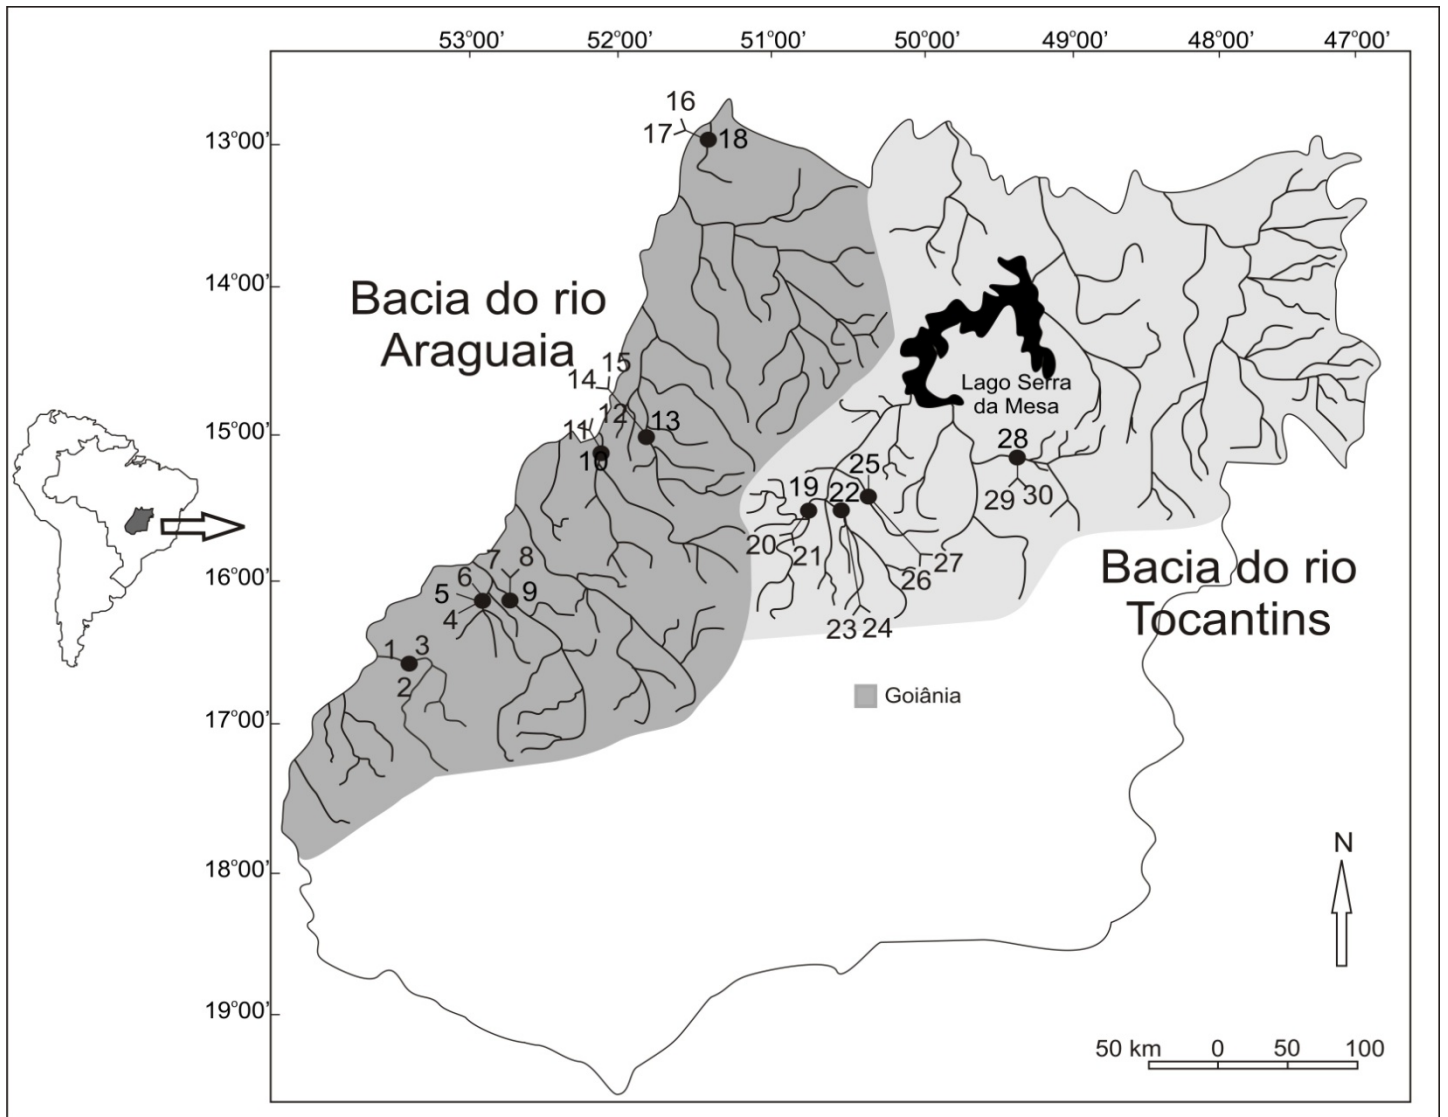 53°00’ 52°00’ 51°00’ 50°00’ 49°00’ 48°00’ 47°00’
16
13°00’ 17 18
14°00’
Bacia do rio
Araguaia
15
14
Lago Serra
da Mesa
12 13
15°00’ 11 28
10 25
19 22
29 30
20 21
7 8 27
16°00’ 6 26
5 9
4 23 24
Bacia do rio
Tocantins
1 3
2
Goiânia
17°00’
N
18°00’
19°00’
50 km 0 50 100